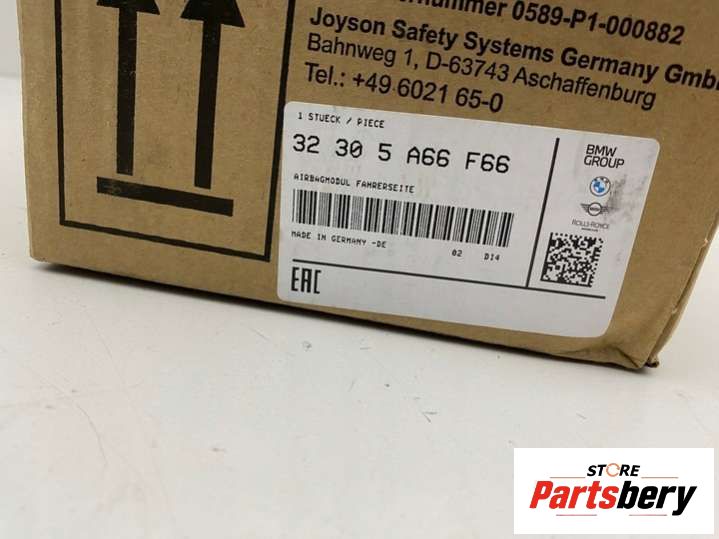 0589-P1-000882
Joyson Safety Systems Germany
Bahnweg 1, D-63743 Aschaffenburg
Tel.: +49 6021 65-0
1 STUECK / PIECE
32 30 5 A66 F66
AIRBAGMODUL FAHRERSEITE
MADE IN GERMANY -DE 02 D14
EAC
BMW
GROUP
ROLLS-ROYCE
STORE
Partsbery